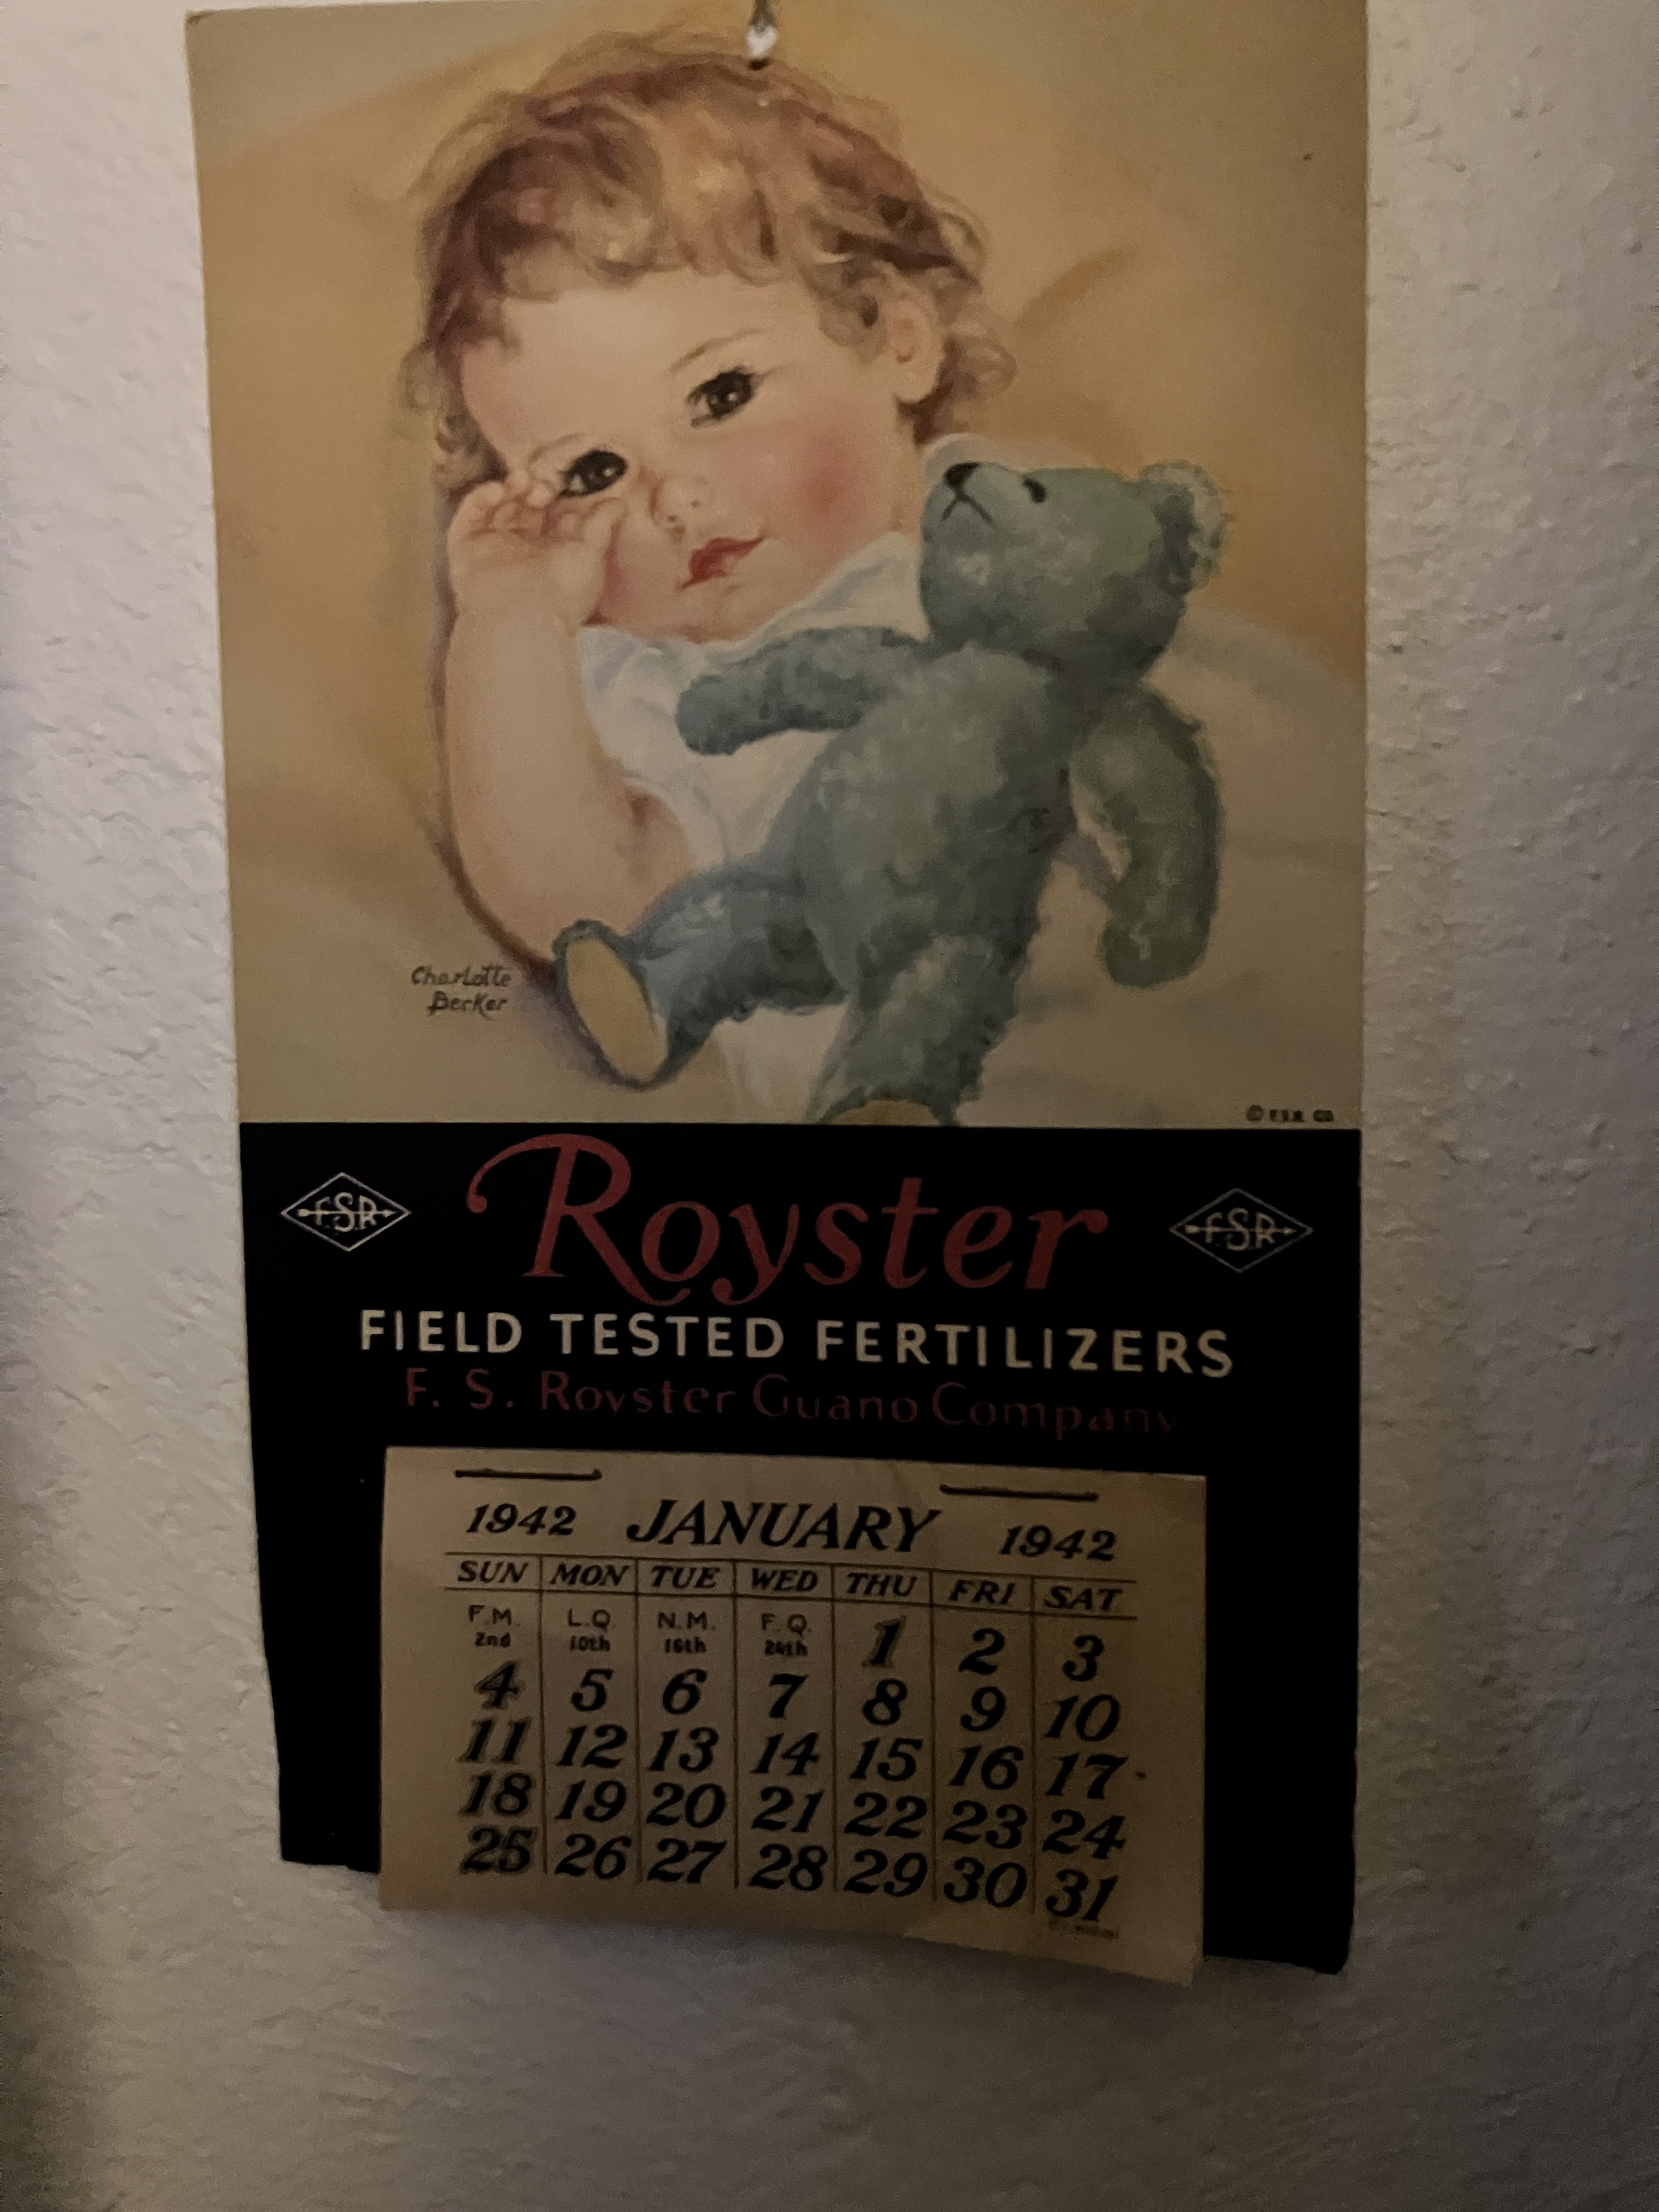 Charlotte
Becker
© F.S.R. CO.
F.S.R.
Royster
F.S.R.
FIELD TESTED FERTILIZERS
F. S. Royster Guano Company
1942 JANUARY 1942
SUN MON TUE WED THU FRI SAT
F.M. L.Q. N.M. F.Q. 1 2 3
2nd 10th 16th 24th
4 5 6 7 8 9 10
11 12 13 14 15 16 17
18 19 20 21 22 23 24
25 26 27 28 29 30 31